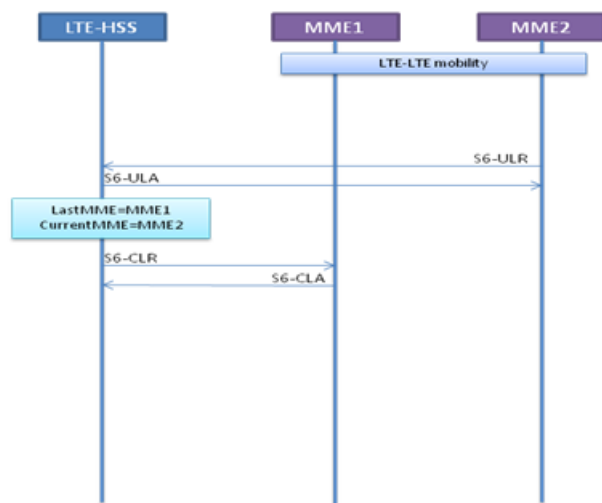 LTE-HSS
MME1
MME2
LTE-LTE mobility
S6-ULR
S6-ULA
LastMME=MME1
CurrentMME=MME2
S6-CLR
S6-CLA